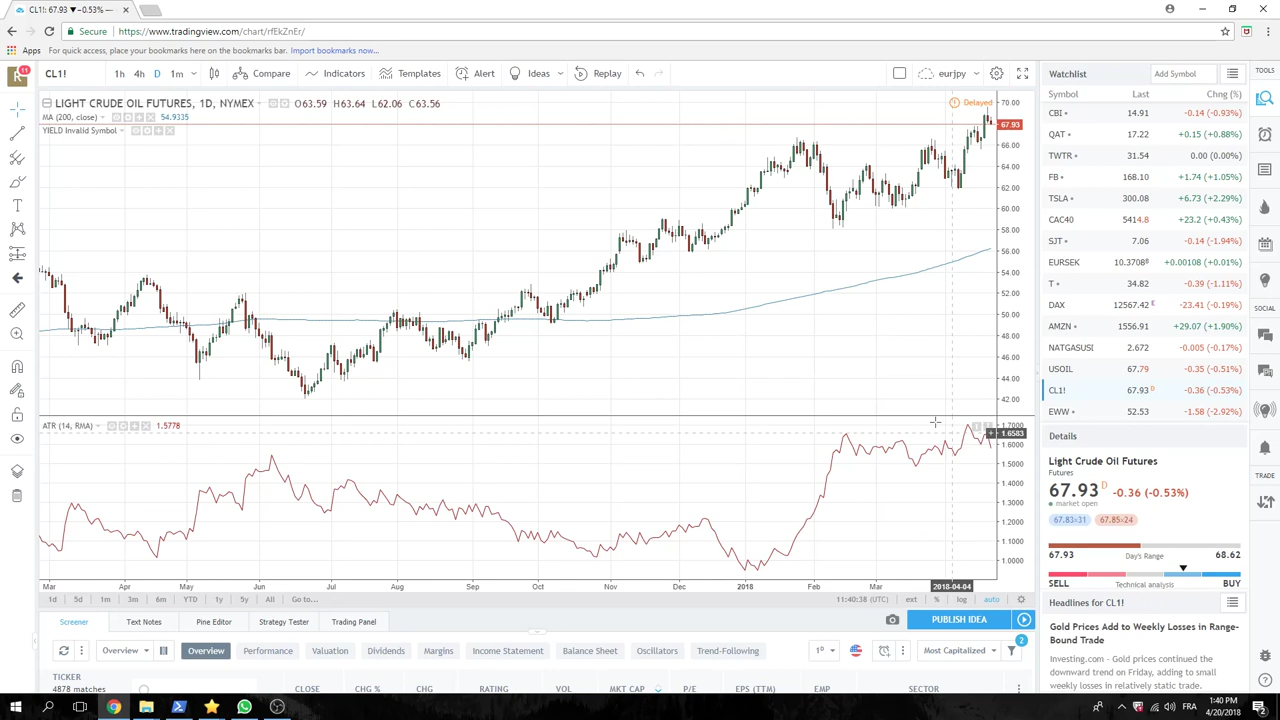 CL1!: 67.93 ▼−0.53% —
Secure | https://www.tradingview.com/chart/rfEkZnEr/
Apps For quick access, place your bookmarks here on the bookmarks bar. Import bookmarks now...
R 11 CL1! 1h 4h D 1m Compare Indicators Templates Alert Ideas Replay eurjpy
LIGHT CRUDE OIL FUTURES, 1D, NYMEX O63.59 H63.64 L62.06 C63.56
MA (200, close) 54.9335
YIELD Invalid Symbol
Delayed
70.00
67.93
66.00
64.00
62.00
60.00
58.00
56.00
54.00
52.00
50.00
48.00
46.00
44.00
42.00
ATR (14, RMA) 1.5778
1.7000
1.6583
1.6000
1.5000
1.4000
1.3000
1.2000
1.1000
1.0000
Mar Apr May Jun Jul Aug Sep Oct Nov Dec 2018 Feb Mar 2018-04-04
1d 5d 1m 3m 6m YTD 1y All Go to... 11:40:38 (UTC) ext % log auto
Screener Text Notes Pine Editor Strategy Tester Trading Panel PUBLISH IDEA
Overview Overview Performance Valuation Dividends Margins Income Statement Balance Sheet Oscillators Trend-Following 1D Most Capitalized 2
TICKER
4878 matches CLOSE CHG % CHG RATING VOL MKT CAP P/E EPS (TTM) EMP SECTOR
Watchlist Add Symbol
Symbol Last Chng (%)
CBI 14.91 -0.14 (-0.93%)
QAT 17.22 +0.15 (+0.88%)
TWTR 31.54 0.00 (0.00%)
FB 168.10 +1.74 (+1.05%)
TSLA 300.08 +6.73 (+2.29%)
CAC40 5414.8 +23.2 (+0.43%)
SJT 7.06 -0.14 (-1.94%)
EURSEK 10.37088 +0.00108 (+0.01%)
T 34.82 -0.39 (-1.11%)
DAX 12567.42 E -23.41 (-0.19%)
AMZN 1556.91 +29.07 (+1.90%)
NATGASUSI 2.672 -0.005 (-0.17%)
USOIL 67.79 -0.35 (-0.51%)
CL1! 67.93 D -0.36 (-0.53%)
EWW 52.53 -1.58 (-2.92%)
Details
Light Crude Oil Futures
Futures
67.93 D -0.36 (-0.53%)
market open
67.83×31 67.85×24
67.93 Day's Range 68.62
SELL Technical analysis BUY
Headlines for CL1!
Gold Prices Add to Weekly Losses in Range-
Bound Trade
Investing.com - Gold prices continued the
downward trend on Friday, adding to small
weekly losses in relatively static trade.
TOOLS
SOCIAL
TRADE
FRA 1:40 PM
4/20/2018 2